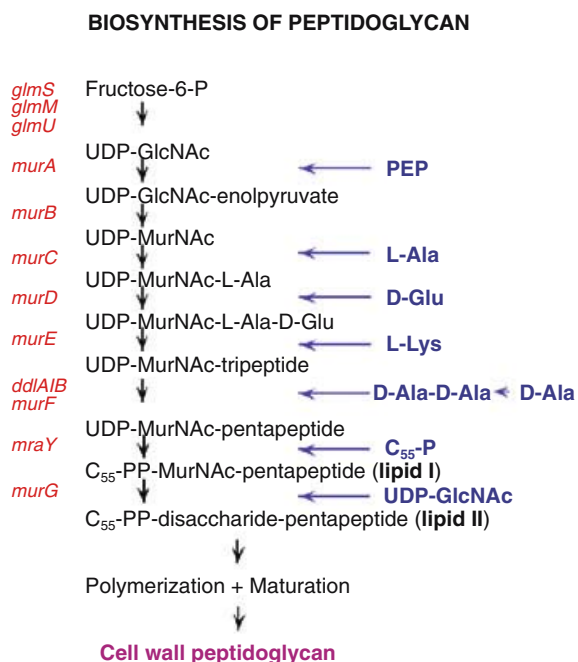 BIOSYNTHESIS OF PEPTIDOGLYCAN
glmS Fructose-6-P
glmM
glmU
UDP-GlcNAc
murA PEP
UDP-GlcNAc-enolpyruvate
murB
UDP-MurNAc
murC L-Ala
UDP-MurNAc-L-Ala
murD D-Glu
UDP-MurNAc-L-Ala-D-Glu
murE L-Lys
UDP-MurNAc-tripeptide
ddlAIB D-Ala-D-Ala D-Ala
murF
UDP-MurNAc-pentapeptide
mraY C₅₅-P
C₅₅-PP-MurNAc-pentapeptide (lipid I)
murG UDP-GlcNAc
C₅₅-PP-disaccharide-pentapeptide (lipid II)
Polymerization + Maturation
Cell wall peptidoglycan